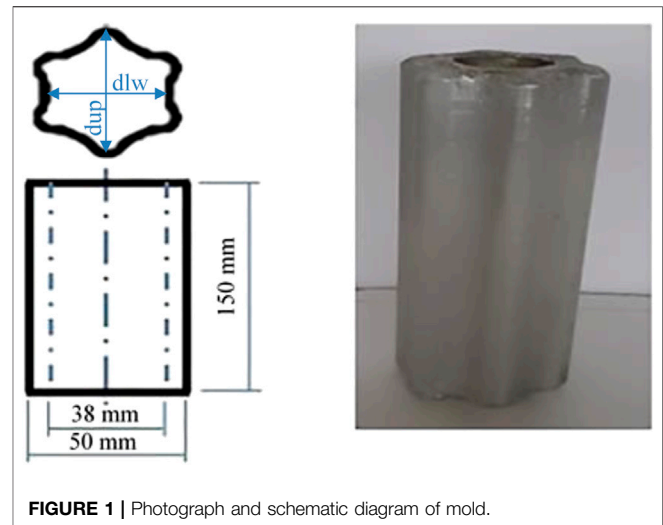 dlw
dup
150 mm
38 mm
50 mm
FIGURE 1 | Photograph and schematic diagram of mold.